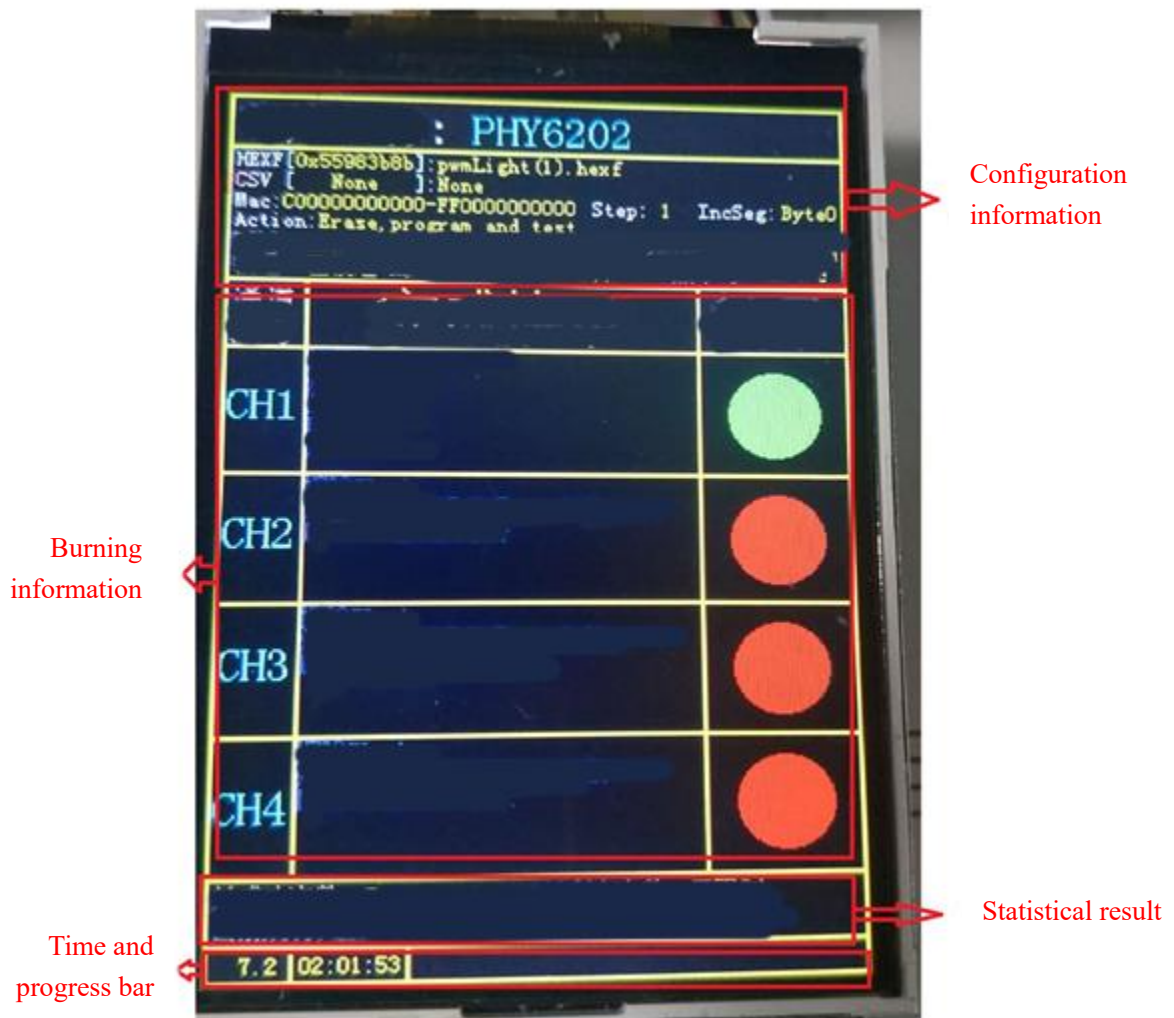 : PHY6202
HEXF[0x55983b8b]:pwmLight(1).hexf
CSV [ None ]:None
Mac:C00000000000-FF0000000000 Step: 1 IncSeg:Byte0
Action:Erase,program and test
Configuration
information
CH1
CH2
Burning
information
CH3
CH4
Statistical result
Time and
progress bar
7.2 02:01:53